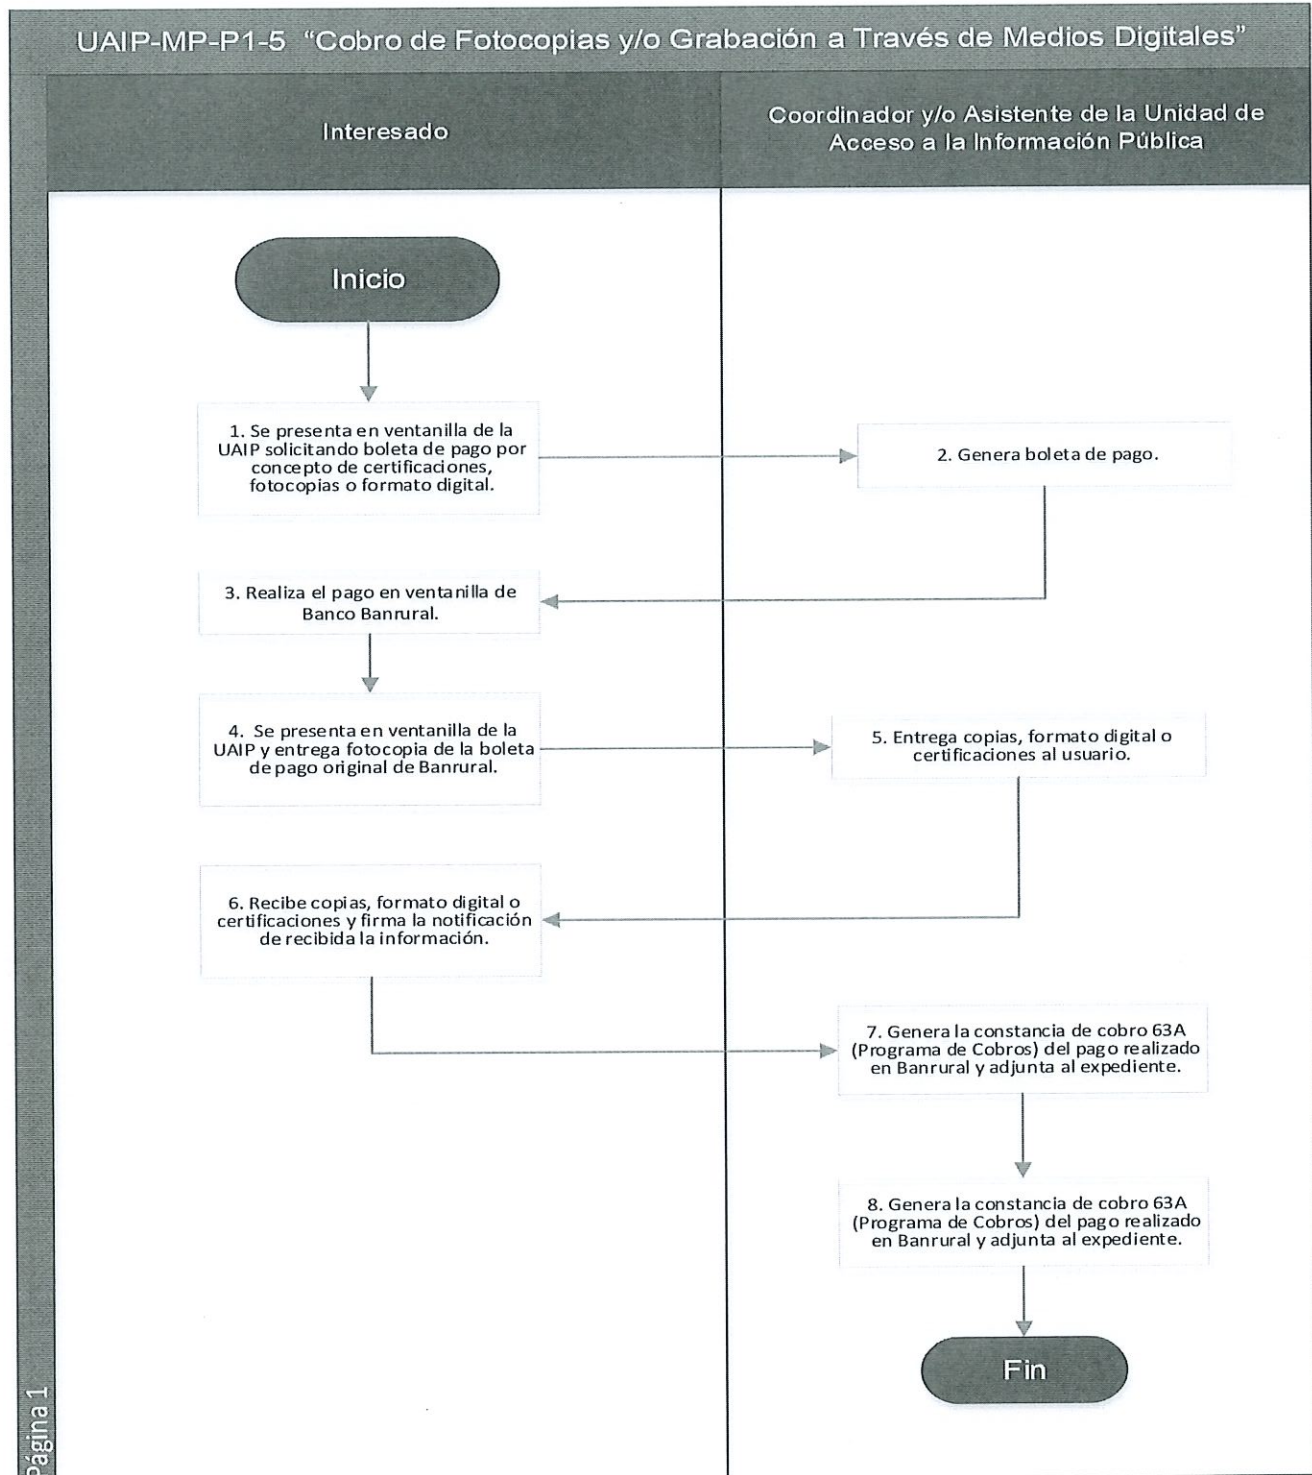 UAIP-MP-P1-5 “Cobro de Fotocopias y/o Grabación a Través de Medios Digitales”
Interesado
Coordinador y/o Asistente de la Unidad de
Acceso a la Información Pública
Inicio
1. Se presenta en ventanilla de la
UAIP solicitando boleta de pago por
concepto de certificaciones,
fotocopias o formato digital.
2. Genera boleta de pago.
3. Realiza el pago en ventanilla de
Banco Banrural.
4. Se presenta en ventanilla de la
UAIP y entrega fotocopia de la boleta
de pago original de Banrural.
5. Entrega copias, formato digital o
certificaciones al usuario.
6. Recibe copias, formato digital o
certificaciones y firma la notificación
de recibida la información.
7. Genera la constancia de cobro 63A
(Programa de Cobros) del pago realizado
en Banrural y adjunta al expediente.
8. Genera la constancia de cobro 63A
(Programa de Cobros) del pago realizado
en Banrural y adjunta al expediente.
Fin
Página 1